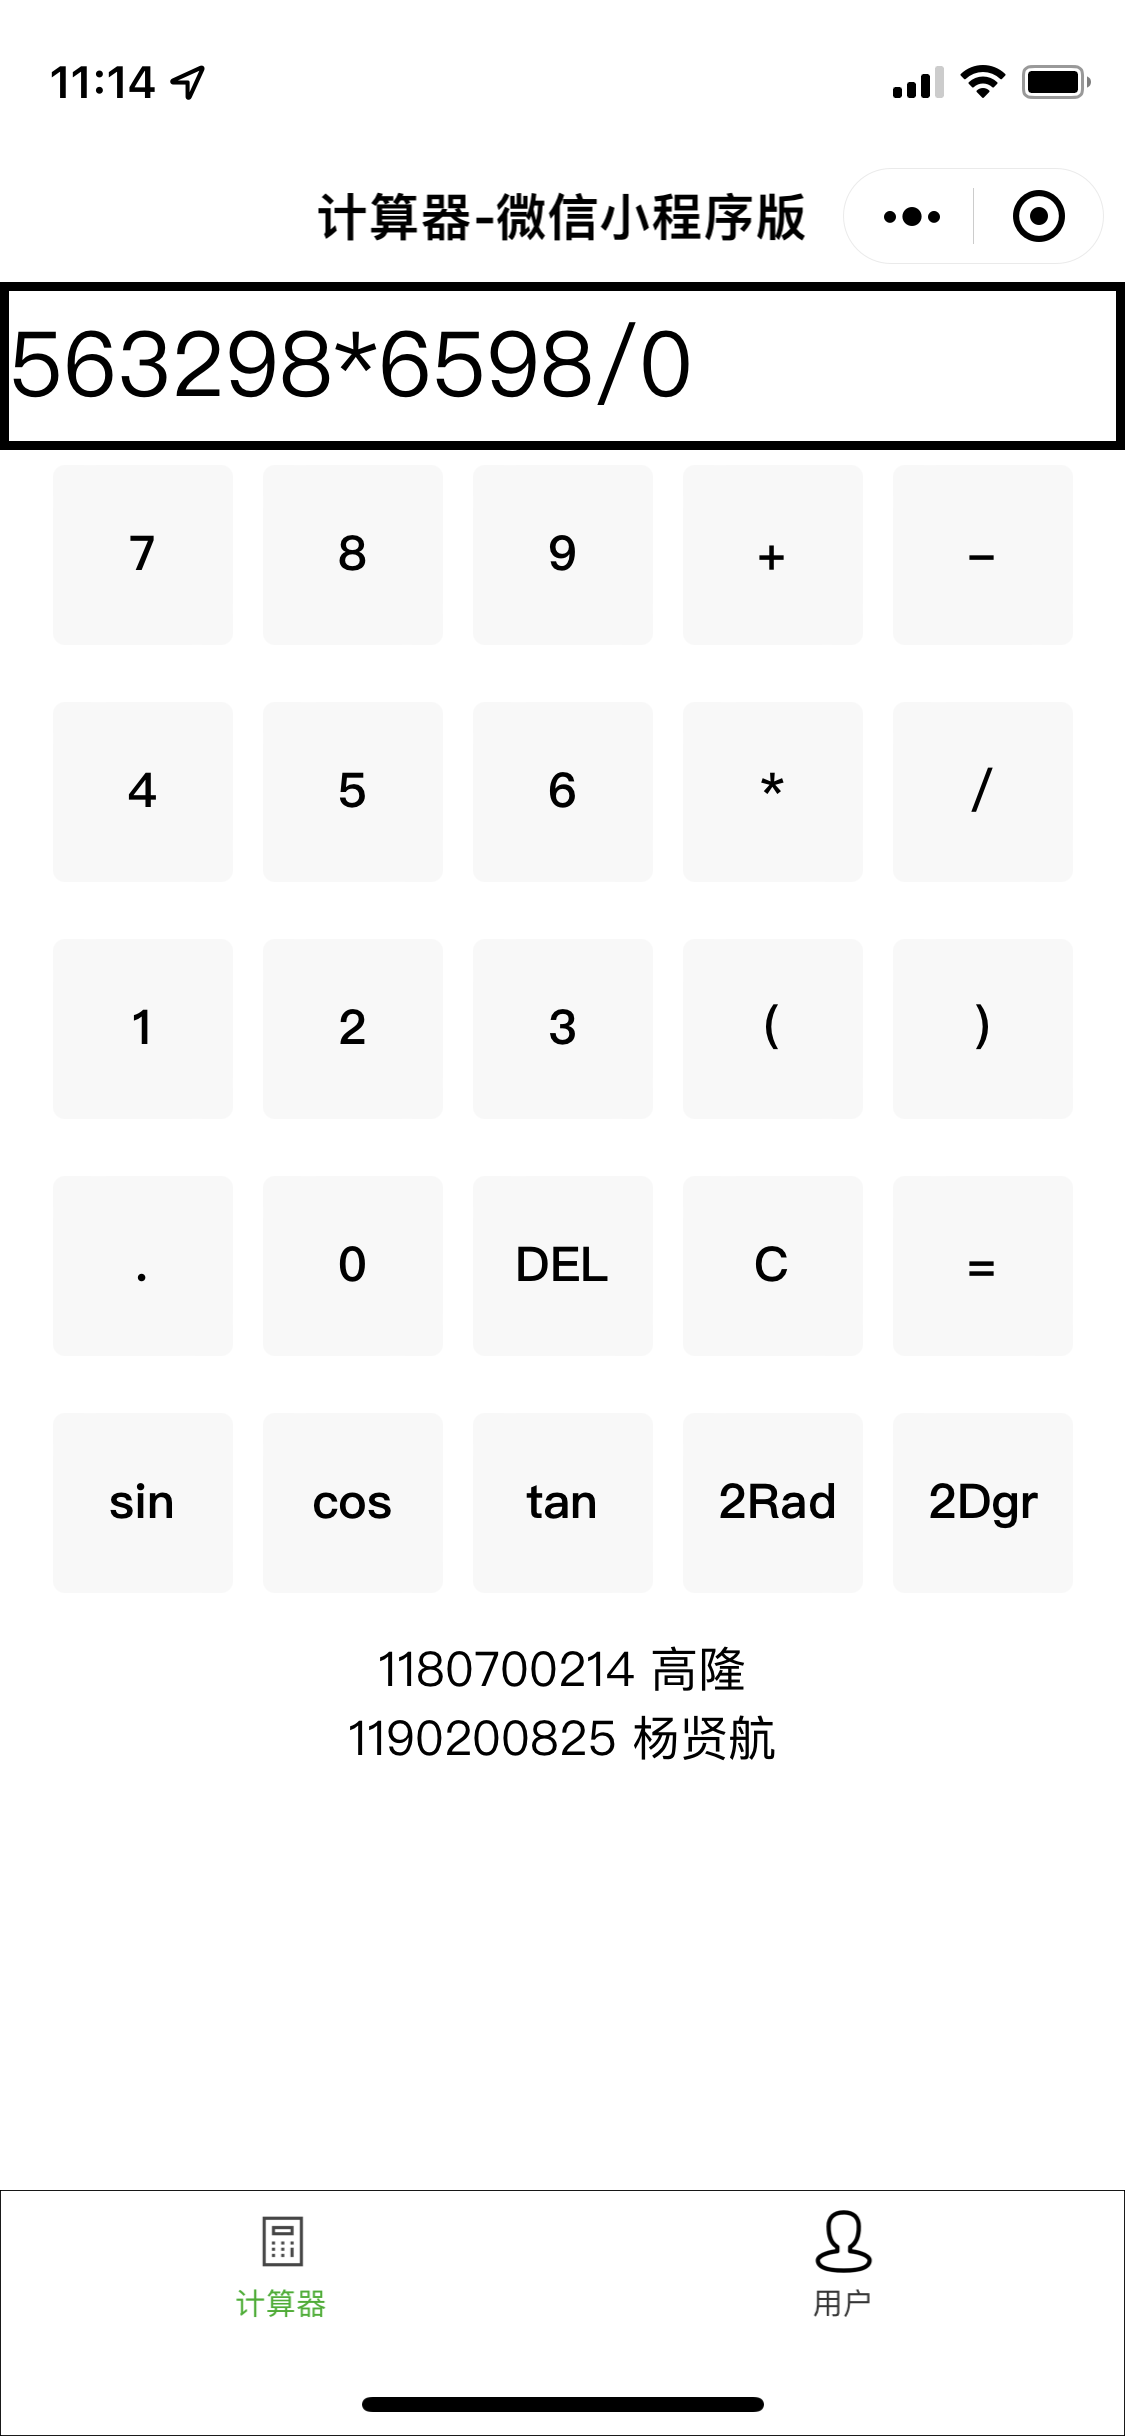 11:14
计算器-微信小程序版
563298*6598/0
7 8 9 + −
4 5 6 * /
1 2 3 ( )
. 0 DEL C =
sin cos tan 2Rad 2Dgr
1180700214 高隆
1190200825 杨贤航
计算器 用户